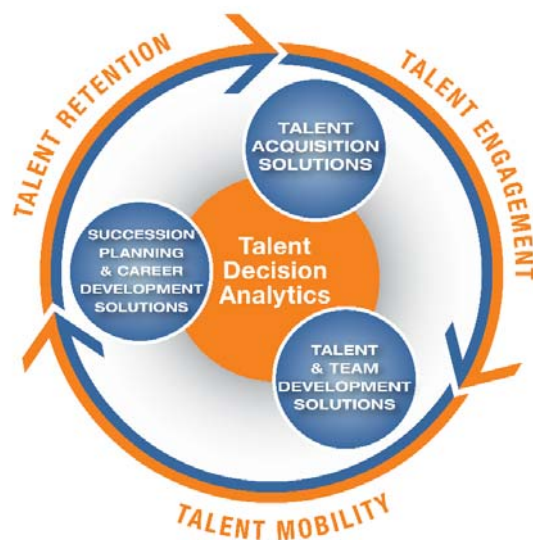 TALENT RETENTION
TALENT ENGAGEMENT
TALENT
ACQUISITION
SOLUTIONS
SUCCESSION
PLANNING
& CAREER
DEVELOPMENT
SOLUTIONS
Talent
Decision
Analytics
TALENT
& TEAM
DEVELOPMENT
SOLUTIONS
TALENT MOBILITY